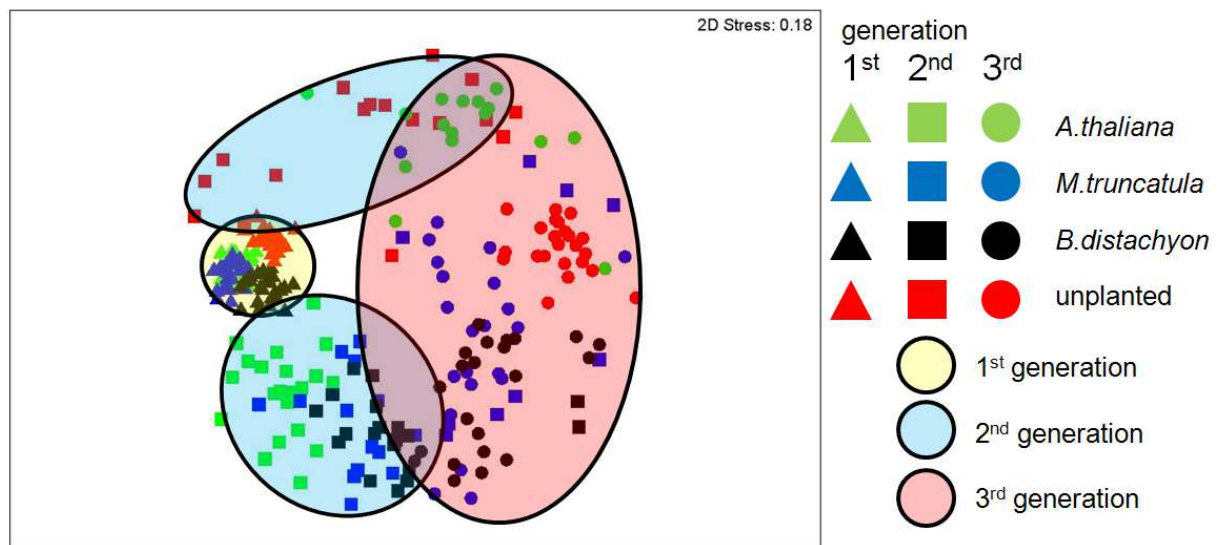 2D Stress: 0.18
generation
1st 2nd 3rd
A.thaliana
M.truncatula
B.distachyon
unplanted
1st generation
2nd generation
3rd generation